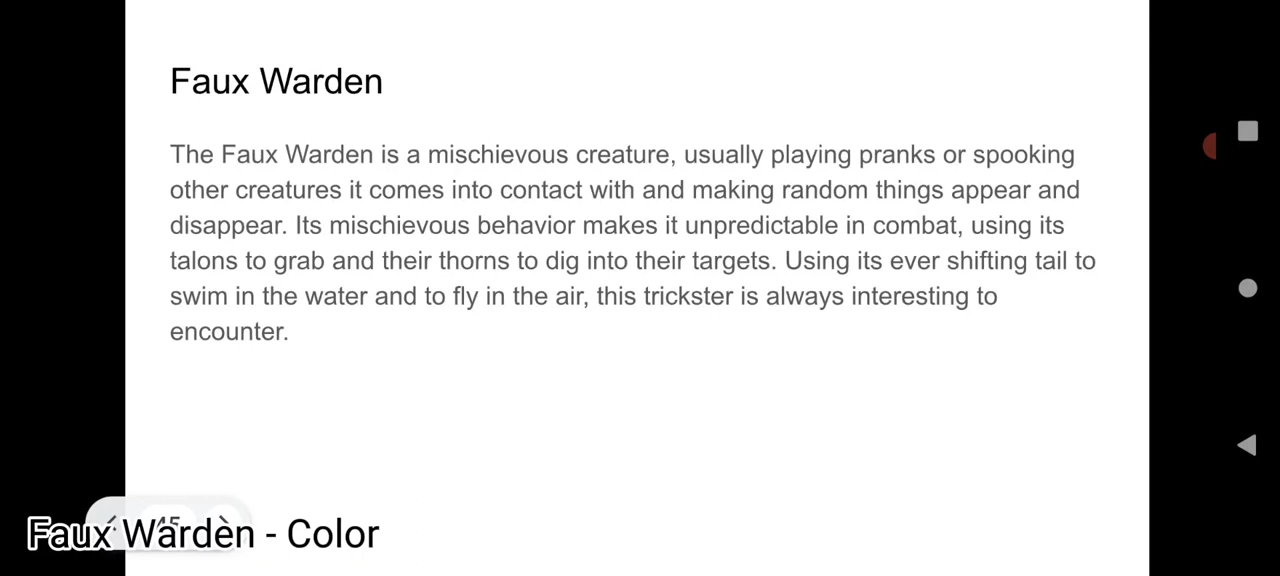 Faux Warden
The Faux Warden is a mischievous creature, usually playing pranks or spooking
other creatures it comes into contact with and making random things appear and
disappear. Its mischievous behavior makes it unpredictable in combat, using its
talons to grab and their thorns to dig into their targets. Using its ever shifting tail to
swim in the water and to fly in the air, this trickster is always interesting to
encounter.
45
Faux Warden - Color